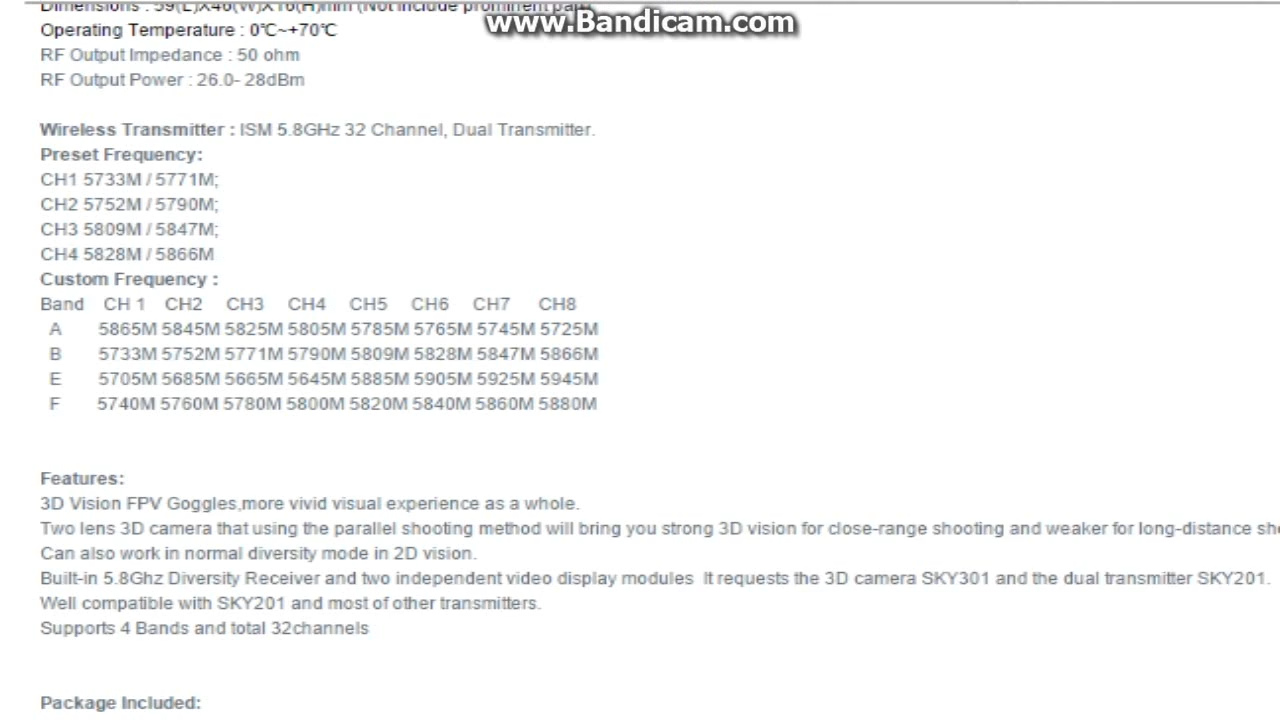 Dimensions : 59(L)X46(W)X16(H)mm (Not include prominent part)
www.Bandicam.com
Operating Temperature : 0℃~+70℃
RF Output Impedance : 50 ohm
RF Output Power : 26.0- 28dBm
Wireless Transmitter : ISM 5.8GHz 32 Channel, Dual Transmitter.
Preset Frequency:
CH1 5733M / 5771M;
CH2 5752M / 5790M;
CH3 5809M / 5847M;
CH4 5828M / 5866M
Custom Frequency :
Band CH 1 CH2 CH3 CH4 CH5 CH6 CH7 CH8
A 5865M 5845M 5825M 5805M 5785M 5765M 5745M 5725M
B 5733M 5752M 5771M 5790M 5809M 5828M 5847M 5866M
E 5705M 5685M 5665M 5645M 5885M 5905M 5925M 5945M
F 5740M 5760M 5780M 5800M 5820M 5840M 5860M 5880M
Features:
3D Vision FPV Goggles,more vivid visual experience as a whole.
Two lens 3D camera that using the parallel shooting method will bring you strong 3D vision for close-range shooting and weaker for long-distance
Can also work in normal diversity mode in 2D vision.
Built-in 5.8Ghz Diversity Receiver and two independent video display modules It requests the 3D camera SKY301 and the dual transmitter SKY201.
Well compatible with SKY201 and most of other transmitters.
Supports 4 Bands and total 32channels
Package Included: